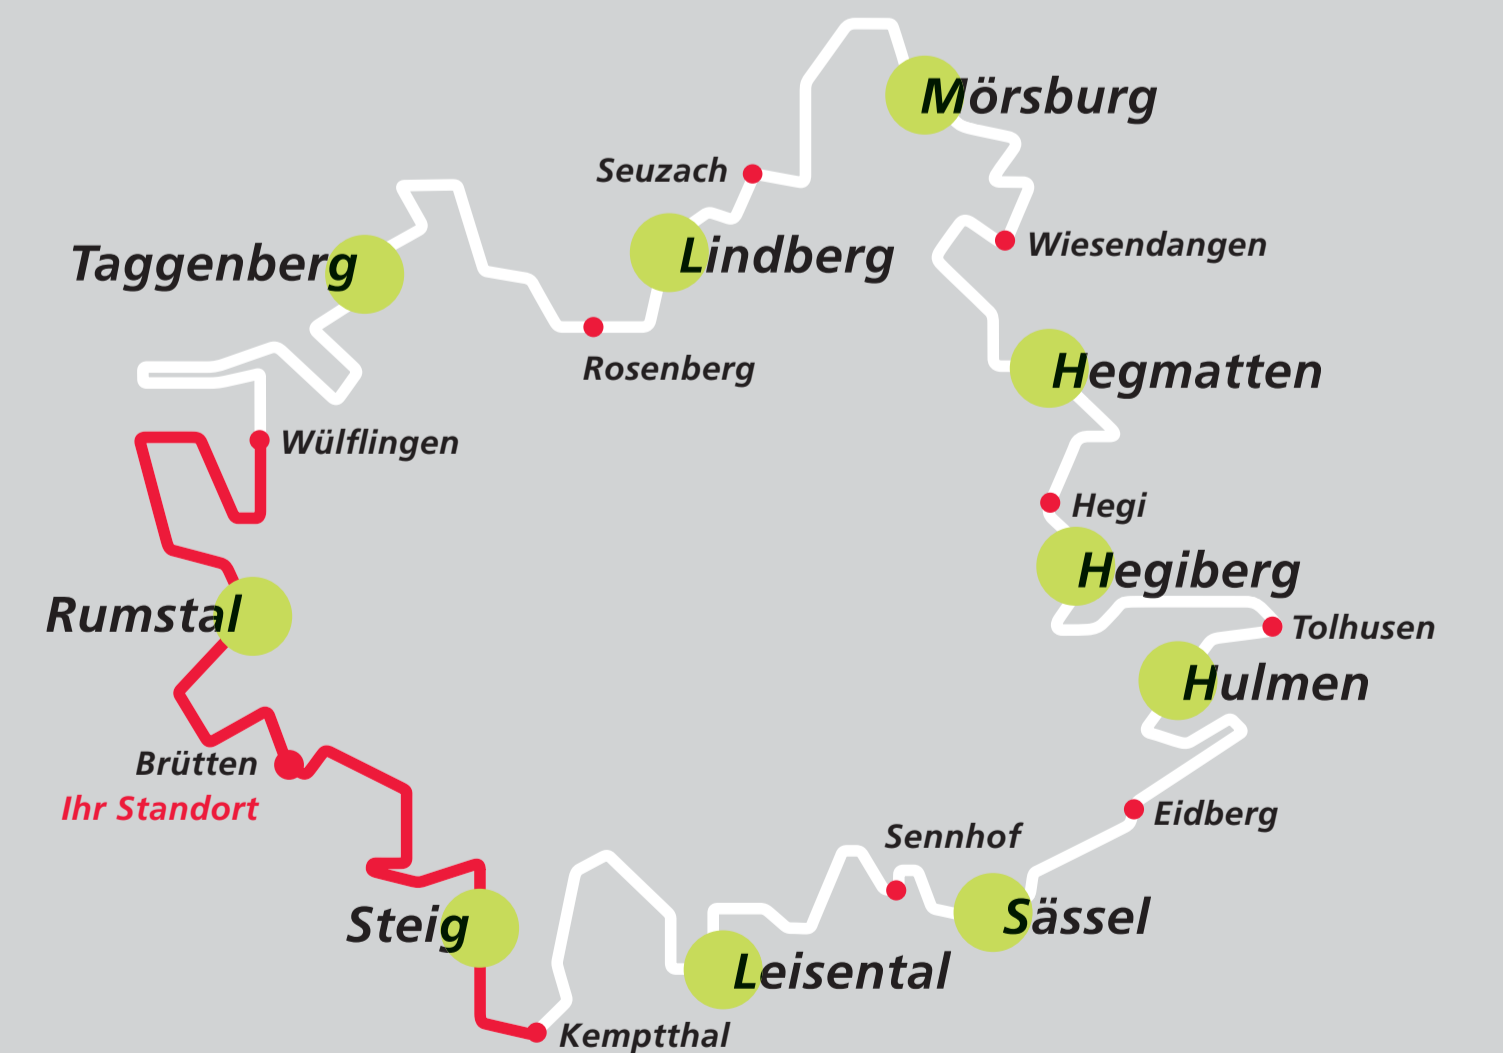 Mörsburg
Seuzach
Wiesendangen
Lindberg
Taggenberg
Rosenberg
Hegmatten
Wülflingen
Hegi
Hegiberg
Rumstal
Tolhusen
Hulmen
Brütten
Ihr Standort
Eidberg
Sennhof
Sässel
Steig
Leisental
Kemptthal